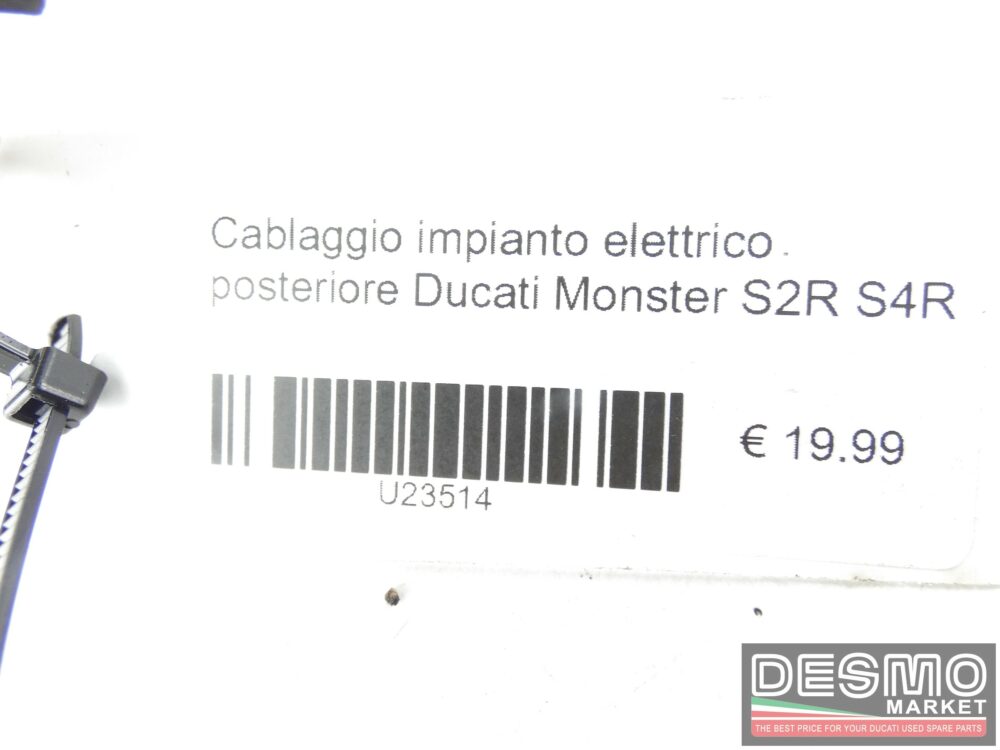 Cablaggio impianto elettrico
posteriore Ducati Monster S2R S4R
€ 19.99
U23514
DESMO
MARKET
THE BEST PRICE FOR YOUR DUCATI USED SPARE PARTS